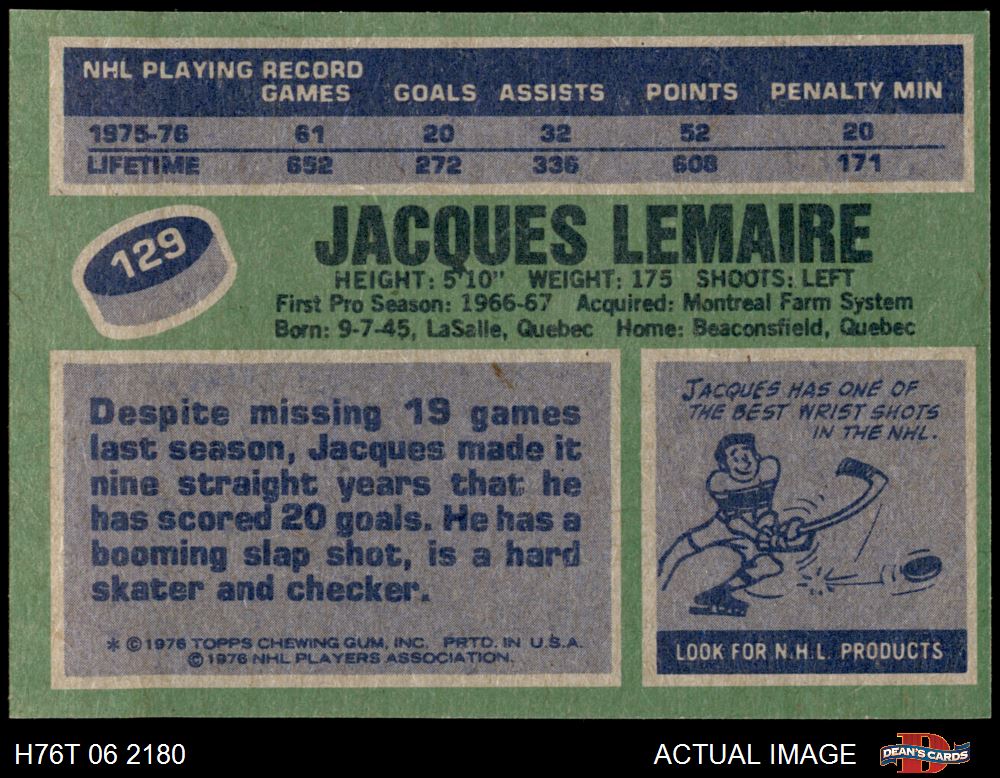 NHL PLAYING RECORD
GAMES GOALS ASSISTS POINTS PENALTY MIN
1975-76 61 20 32 52 20
LIFETIME 652 272 336 608 171
129
JACQUES LEMAIRE
HEIGHT: 5'10" WEIGHT: 175 SHOOTS: LEFT
First Pro Season: 1966-67 Acquired: Montreal Farm System
Born: 9-7-45, LaSalle, Quebec Home: Beaconsfield, Quebec
Despite missing 19 games
last season, Jacques made it
nine straight years that he
has scored 20 goals. He has a
booming slap shot, is a hard
skater and checker.
* © 1976 TOPPS CHEWING GUM, INC. PRTD. IN U.S.A.
© 1976 NHL PLAYERS ASSOCIATION.
JACQUES HAS ONE OF
THE BEST WRIST SHOTS
IN THE NHL.
LOOK FOR N.H.L. PRODUCTS
H76T 06 2180
ACTUAL IMAGE
D
DEAN'S CARDS